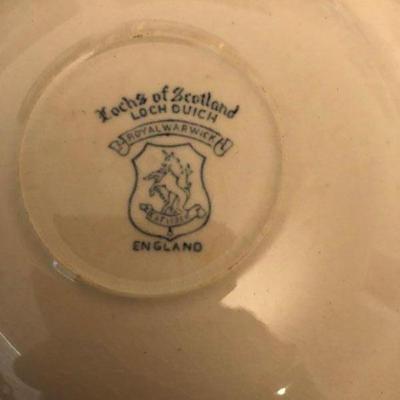 Lochs of Scotland
LOCH DUICH
ROYAL WARWICK
ENGLAND